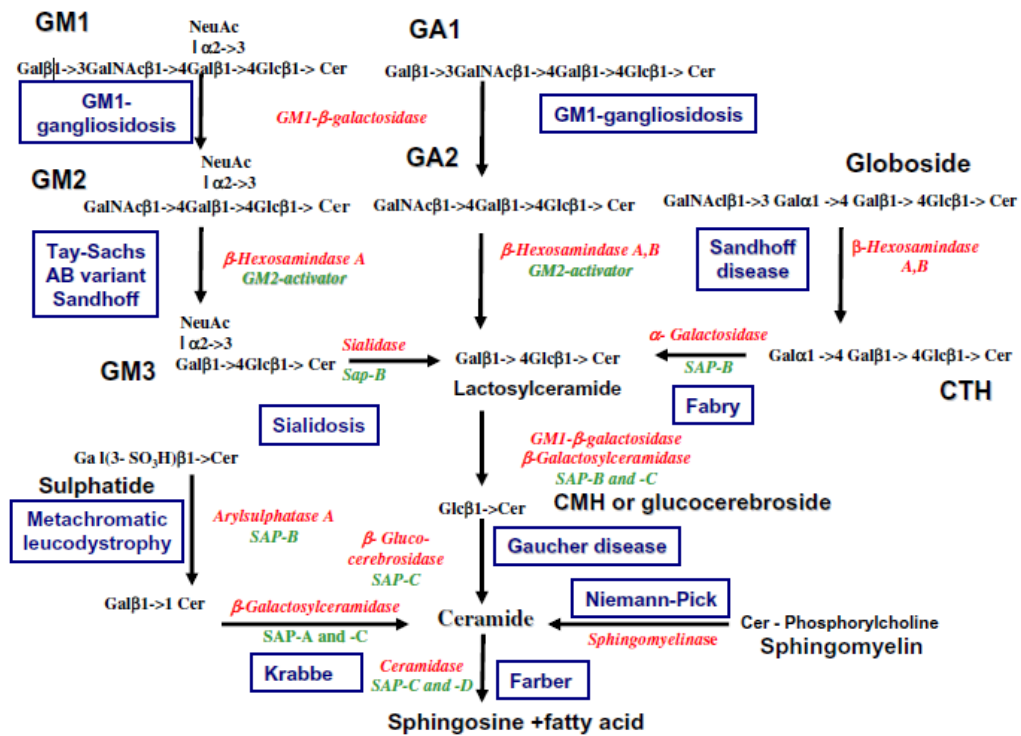 GM1
NeuAc
| α2->3
Galβ1->3GalNAcβ1->4Galβ1->4Glcβ1-> Cer
GA1
Galβ1->3GalNAcβ1->4Galβ1->4Glcβ1-> Cer
GM1-
gangliosidosis
GM1-β-galactosidase
GM1-gangliosidosis
GM2
NeuAc
| α2->3
GalNAcβ1->4Galβ1->4Glcβ1-> Cer
GA2
GalNAcβ1->4Galβ1->4Glcβ1-> Cer
Globoside
GalNAclβ1->3 Galα1 ->4 Galβ1-> 4Glcβ1-> Cer
Tay-Sachs
AB variant
Sandhoff
β-Hexosamindase A
GM2-activator
β-Hexosamindase A,B
GM2-activator
Sandhoff
disease
β-Hexosamindase
A,B
NeuAc
| α2->3
GM3
Galβ1->4Glcβ1-> Cer
Sialidase
Sap-B
Galβ1-> 4Glcβ1-> Cer
Lactosylceramide
α- Galactosidase
SAP-B
Galα1 ->4 Galβ1-> 4Glcβ1-> Cer
CTH
Sialidosis
Fabry
GM1-β-galactosidase
β-Galactosylceramidase
SAP-B and -C
Ga l(3- SO3H)β1->Cer
Sulphatide
Metachromatic
leucodystrophy
Arylsulphatase A
SAP-B
Glcβ1->Cer
CMH or glucocerebroside
β- Gluco-
cerebrosidase
SAP-C
Gaucher disease
Galβ1->1 Cer
β-Galactosylceramidase
SAP-A and -C
Krabbe
Ceramide
Niemann-Pick
Sphingomyelinase
Cer - Phosphorylcholine
Sphingomyelin
Ceramidase
SAP-C and -D
Farber
Sphingosine +fatty acid